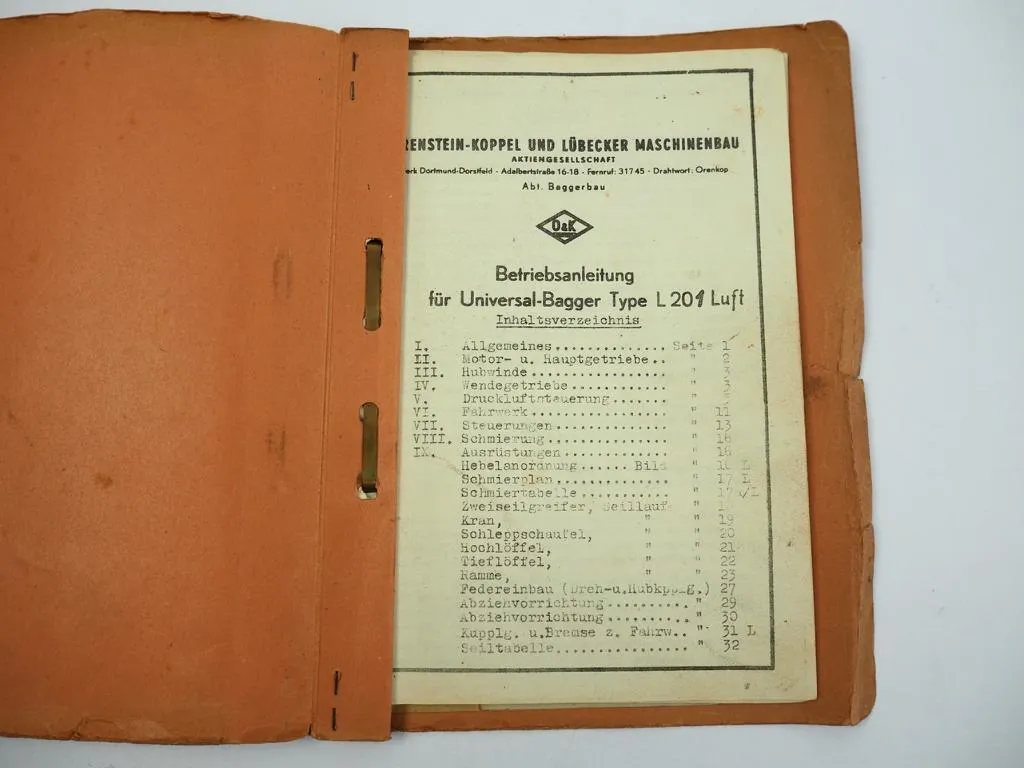 RENSTEIN-KOPPEL UND LÜBECKER MASCHINENBAU
AKTIENGESELLSCHAFT
erk Dortmund-Dorstfeld - Adalbertstraße 16-18 - Fernruf: 31745 - Drahtwort: Orenkop
Abt. Baggerbau
O&K
Betriebsanleitung
für Universal-Bagger Type L 201 Luft
Inhaltsverzeichnis
I. Allgemeines.............. Seite 1
II. Motor- u. Hauptgetriebe.. " 2
III. Hubwinde................. " 3
IV. Wendegetriebe............ " 3
V. Druckluftsteuerung....... "
VI. Fahrwerk................. " 11
VII. Steuerungen.............. " 13
VIII. Schmierung............... " 16
IX. Ausrüstungen............. " 16
Hebelanordnung...... Bild L
Schmierplan.............. " 17 L
Schmiertabelle........... " 17
Zweiseilgreifer, Seillauf "
Kran, " " 19
Schleppschaufel, " " 20
Hochlöffel, " " 21
Tieflöffel, " " 22
Ramme, " " 23
Federeinbau (Dreh-u.Hubkpplg.) 27
Abziehvorrichtung.......... " 29
Abziehvorrichtung.......... " 30
Kupplg. u.Bremse z. Fahrw.. " 31 L
Seiltabelle................ " 32